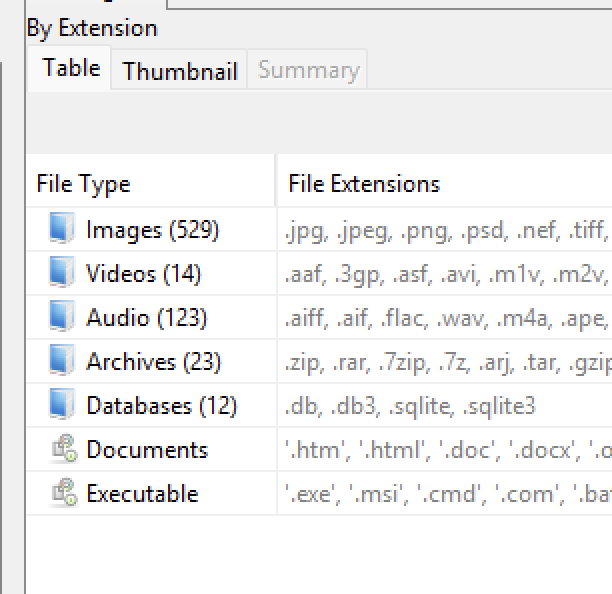 By Extension
Table Thumbnail Summary
File Type File Extensions
Images (529) .jpg, .jpeg, .png, .psd, .nef, .tiff,
Videos (14) .aaf, .3gp, .asf, .avi, .m1v, .m2v,
Audio (123) .aiff, .aif, .flac, .wav, .m4a, .ape,
Archives (23) .zip, .rar, .7zip, .7z, .arj, .tar, .gzip
Databases (12) .db, .db3, .sqlite, .sqlite3
Documents '.htm', '.html', '.doc', '.docx', '.o
Executable '.exe', '.msi', '.cmd', '.com', '.ba